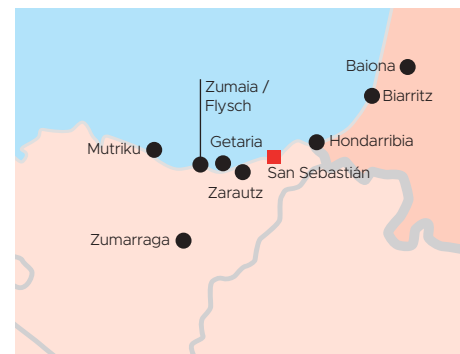 Baiona
Zumaia /
Flysch
Biarritz
Getaria
Hondarribia
Mutriku
San Sebastián
Zarautz
Zumarraga